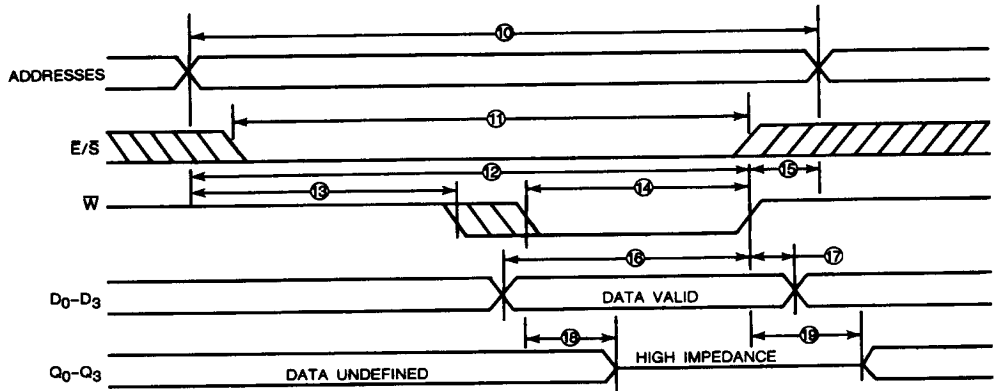 ⑩
ADDRESSES
⑪
E̅/S̅
⑫
⑬
⑭
⑮
W̅
⑯
⑰
D₀–D₃
DATA VALID
⑱
⑲
HIGH IMPEDANCE
Q₀–Q₃
DATA UNDEFINED